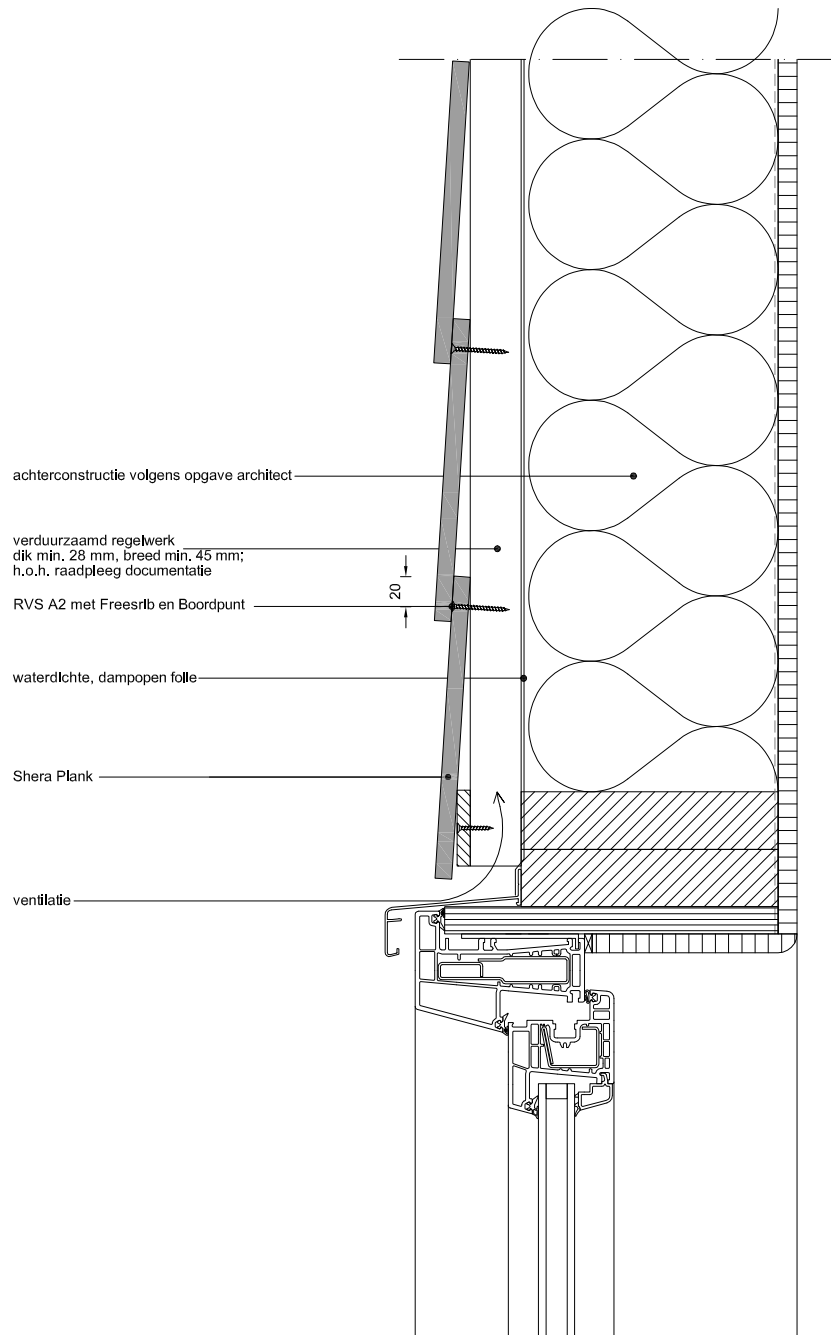 achterconstructie volgens opgave architect
verduurzaamd regelwerk
dik min. 28 mm, breed min. 45 mm;
h.o.h. raadpleeg documentatie
20
RVS A2 met Freesrib en Boordpunt
waterdichte, dampopen folie
Shera Plank
ventilatie